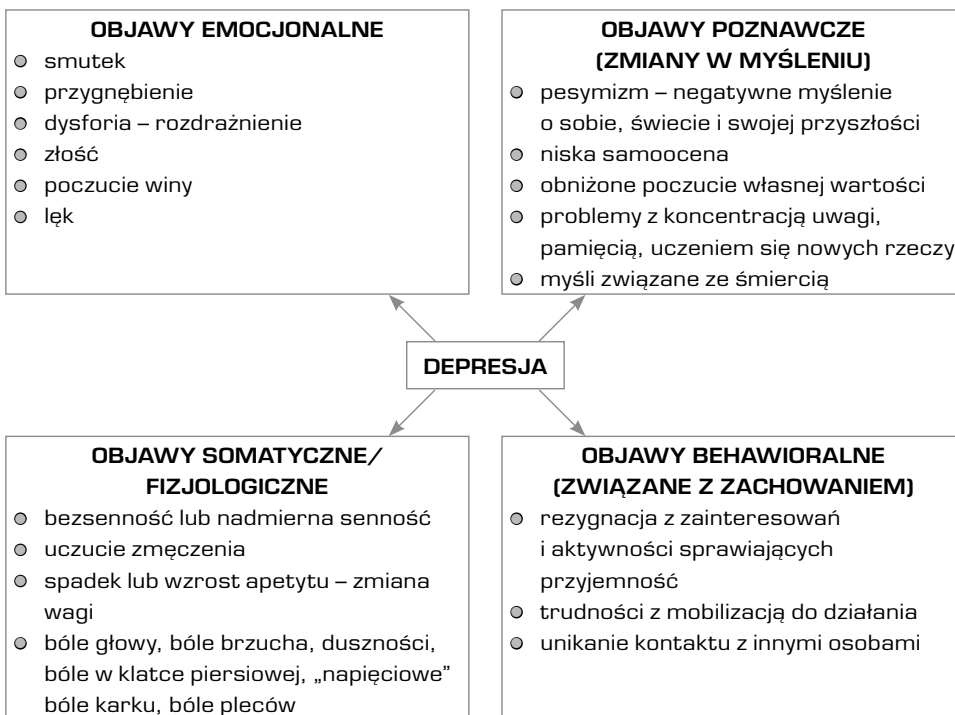 OBJAWY EMOCJONALNE
smutek
przygnębienie
dysforia – rozdrażnienie
złość
poczucie winy
lęk
OBJAWY POZNAWCZE
(ZMIANY W MYŚLENIU)
pesymizm – negatywne myślenie
o sobie, świecie i swojej przyszłości
niska samoocena
obniżone poczucie własnej wartości
problemy z koncentracją uwagi,
pamięcią, uczeniem się nowych rzeczy
myśli związane ze śmiercią
DEPRESJA
OBJAWY SOMATYCZNE/
FIZJOLOGICZNE
bezsenność lub nadmierna senność
uczucie zmęczenia
spadek lub wzrost apetytu – zmiana
wagi
bóle głowy, bóle brzucha, duszności,
bóle w klatce piersiowej, „napięciowe”
bóle karku, bóle pleców
OBJAWY BEHAWIORALNE
(ZWIĄZANE Z ZACHOWANIEM)
rezygnacja z zainteresowań
i aktywności sprawiających
przyjemność
trudności z mobilizacją do działania
unikanie kontaktu z innymi osobami